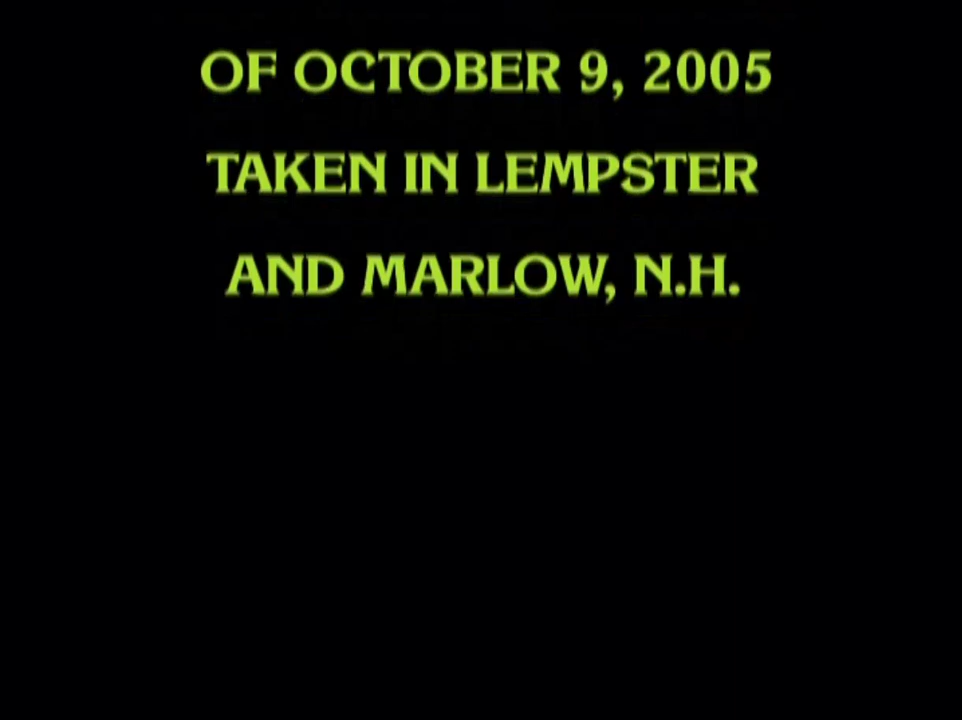 OF OCTOBER 9, 2005
TAKEN IN LEMPSTER
AND MARLOW, N.H.